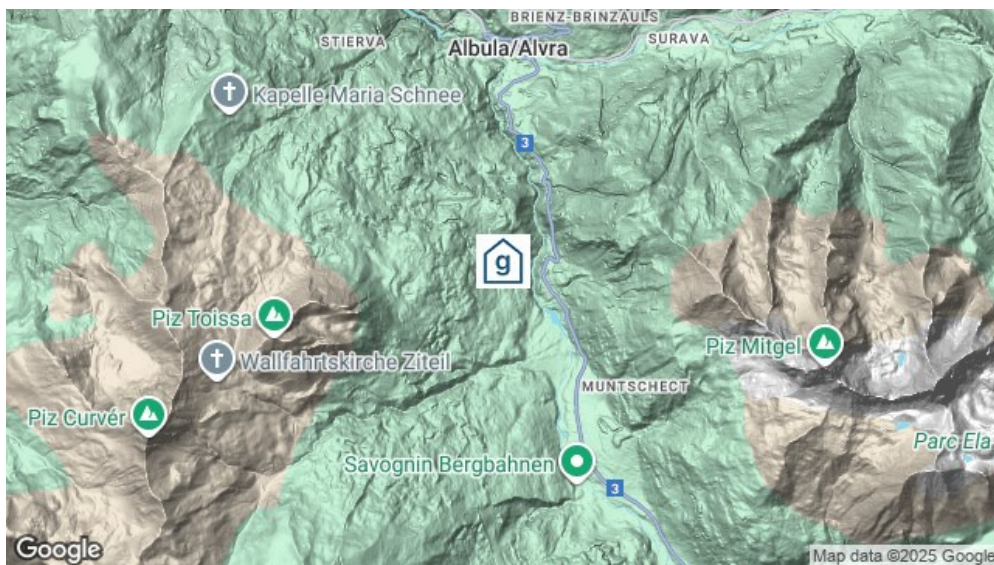 BRIENZ-BRINZAULS
STIERVA
Albula/Alvra
SURAVA
Kapelle Maria Schnee
3
g
Piz Toissa
Piz Mitgel
Wallfahrtskirche Ziteil
MUNTSCHECT
Piz Curvér
Parc Ela
Savognin Bergbahnen
3
Google
Map data ©2025 Google